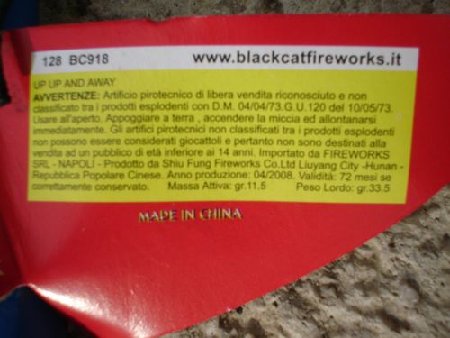 128 BC918 www.blackcatfireworks.it
UP UP AND AWAY
AVVERTENZE: Artificio pirotecnico di libera vendita riconosciuto e non
classificato tra i prodotti esplodenti con D.M. 04/04/73.G.U.120 del 10/05/73.
Usare all'aperto. Appoggiare a terra , accendere la miccia ed allontanarsi
immediatamente. Gli artifici pirotecnici non classificati tra i prodotti esplodenti
non possono essere considerati giocattoli e pertanto non sono destinati alla
vendita ad un pubblico di età inferiore ai 14 anni. Importato da FIREWORKS
SRL - NAPOLI - Prodotto da Shiu Fung Fireworks Co.Ltd Liuyang City -Hunan-
Repubblica Popolare Cinese. Anno produzione: 04/2008. Validità: 72 mesi se
correttamente conservato. Massa Attiva: gr.11.5 Peso Lordo: gr.33.5
MADE IN CHINA